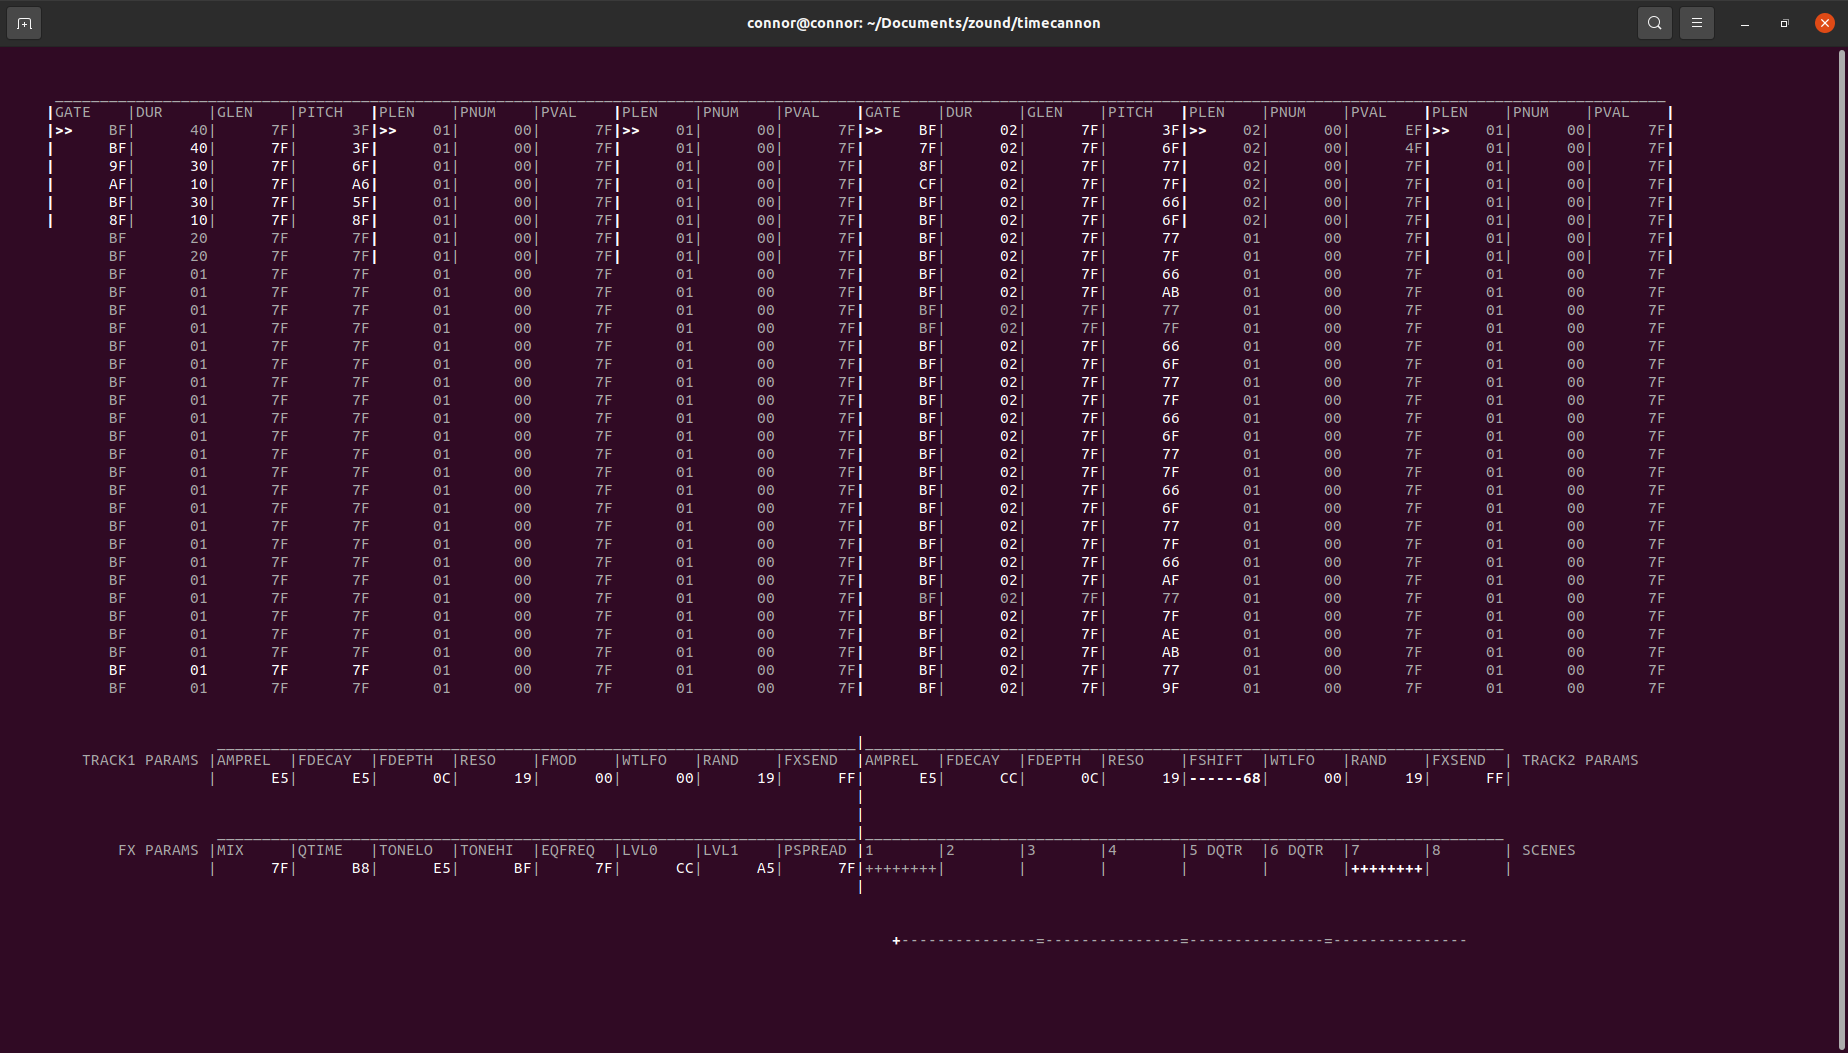 connor@connor: ~/Documents/zound/timecannon
|GATE |DUR |GLEN |PITCH |PLEN |PNUM |PVAL |PLEN |PNUM |PVAL |GATE |DUR |GLEN |PITCH |PLEN |PNUM |PVAL |PLEN |PNUM |PVAL |
|>> BF| 40| 7F| 3F|>> 01| 00| 7F|>> 01| 00| 7F|>> BF| 02| 7F| 3F|>> 02| 00| EF|>> 01| 00| 7F|
| BF| 40| 7F| 3F| 01| 00| 7F| 01| 00| 7F| 7F| 02| 7F| 6F| 02| 00| 4F| 01| 00| 7F|
| 9F| 30| 7F| 6F| 01| 00| 7F| 01| 00| 7F| 8F| 02| 7F| 77| 02| 00| 7F| 01| 00| 7F|
| AF| 10| 7F| A6| 01| 00| 7F| 01| 00| 7F| CF| 02| 7F| 7F| 02| 00| 7F| 01| 00| 7F|
| BF| 30| 7F| 5F| 01| 00| 7F| 01| 00| 7F| BF| 02| 7F| 66| 02| 00| 7F| 01| 00| 7F|
| 8F| 10| 7F| 8F| 01| 00| 7F| 01| 00| 7F| BF| 02| 7F| 6F| 02| 00| 7F| 01| 00| 7F|
BF 20 7F 7F| 01| 00| 7F| 01| 00| 7F| BF| 02| 7F| 77 01 00 7F| 01| 00| 7F|
BF 20 7F 7F| 01| 00| 7F| 01| 00| 7F| BF| 02| 7F| 7F 01 00 7F| 01| 00| 7F|
BF 01 7F 7F 01 00 7F 01 00 7F| BF| 02| 7F| 66 01 00 7F 01 00 7F
BF 01 7F 7F 01 00 7F 01 00 7F| BF| 02| 7F| AB 01 00 7F 01 00 7F
BF 01 7F 7F 01 00 7F 01 00 7F| BF| 02| 7F| 77 01 00 7F 01 00 7F
BF 01 7F 7F 01 00 7F 01 00 7F| BF| 02| 7F| 7F 01 00 7F 01 00 7F
BF 01 7F 7F 01 00 7F 01 00 7F| BF| 02| 7F| 66 01 00 7F 01 00 7F
BF 01 7F 7F 01 00 7F 01 00 7F| BF| 02| 7F| 6F 01 00 7F 01 00 7F
BF 01 7F 7F 01 00 7F 01 00 7F| BF| 02| 7F| 77 01 00 7F 01 00 7F
BF 01 7F 7F 01 00 7F 01 00 7F| BF| 02| 7F| 7F 01 00 7F 01 00 7F
BF 01 7F 7F 01 00 7F 01 00 7F| BF| 02| 7F| 66 01 00 7F 01 00 7F
BF 01 7F 7F 01 00 7F 01 00 7F| BF| 02| 7F| 6F 01 00 7F 01 00 7F
BF 01 7F 7F 01 00 7F 01 00 7F| BF| 02| 7F| 77 01 00 7F 01 00 7F
BF 01 7F 7F 01 00 7F 01 00 7F| BF| 02| 7F| 7F 01 00 7F 01 00 7F
BF 01 7F 7F 01 00 7F 01 00 7F| BF| 02| 7F| 66 01 00 7F 01 00 7F
BF 01 7F 7F 01 00 7F 01 00 7F| BF| 02| 7F| 6F 01 00 7F 01 00 7F
BF 01 7F 7F 01 00 7F 01 00 7F| BF| 02| 7F| 77 01 00 7F 01 00 7F
BF 01 7F 7F 01 00 7F 01 00 7F| BF| 02| 7F| 7F 01 00 7F 01 00 7F
BF 01 7F 7F 01 00 7F 01 00 7F| BF| 02| 7F| 66 01 00 7F 01 00 7F
BF 01 7F 7F 01 00 7F 01 00 7F| BF| 02| 7F| AF 01 00 7F 01 00 7F
BF 01 7F 7F 01 00 7F 01 00 7F| BF| 02| 7F| 77 01 00 7F 01 00 7F
BF 01 7F 7F 01 00 7F 01 00 7F| BF| 02| 7F| 7F 01 00 7F 01 00 7F
BF 01 7F 7F 01 00 7F 01 00 7F| BF| 02| 7F| AE 01 00 7F 01 00 7F
BF 01 7F 7F 01 00 7F 01 00 7F| BF| 02| 7F| AB 01 00 7F 01 00 7F
BF 01 7F 7F 01 00 7F 01 00 7F| BF| 02| 7F| 77 01 00 7F 01 00 7F
BF 01 7F 7F 01 00 7F 01 00 7F| BF| 02| 7F| 9F 01 00 7F 01 00 7F
TRACK1 PARAMS |AMPREL |FDECAY |FDEPTH |RESO |FMOD |WTLFO |RAND |FXSEND |AMPREL |FDECAY |FDEPTH |RESO |FSHIFT |WTLFO |RAND |FXSEND | TRACK2 PARAMS
| E5| E5| 0C| 19| 00| 00| 19| FF| E5| CC| 0C| 19|------68| 00| 19| FF|
FX PARAMS |MIX |QTIME |TONELO |TONEHI |EQFREQ |LVL0 |LVL1 |PSPREAD |1 |2 |3 |4 |5 DQTR |6 DQTR |7 |8 | SCENES
| 7F| B8| E5| BF| 7F| CC| A5| 7F|++++++++| | | | | |++++++++| |
+---------------=---------------=---------------=---------------